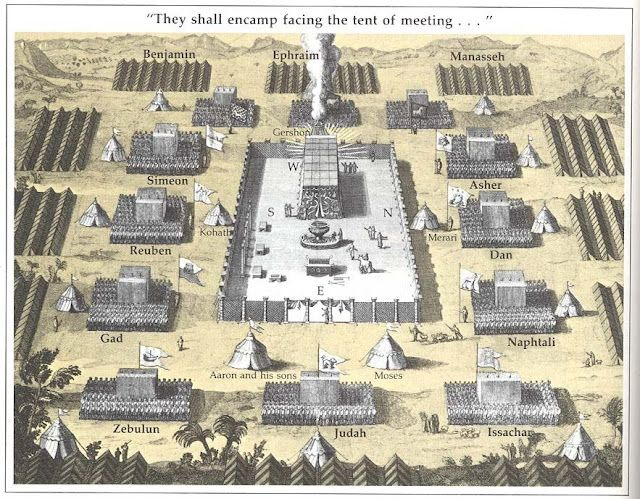 "They shall encamp facing the tent of meeting . . ."
Benjamin Ephraim Manasseh
Gershon
W
Simeon Asher
S N
Kohath Merari
Reuben Dan
E
Gad Naphtali
Aaron and his sons Moses
Zebulun Judah Issachar